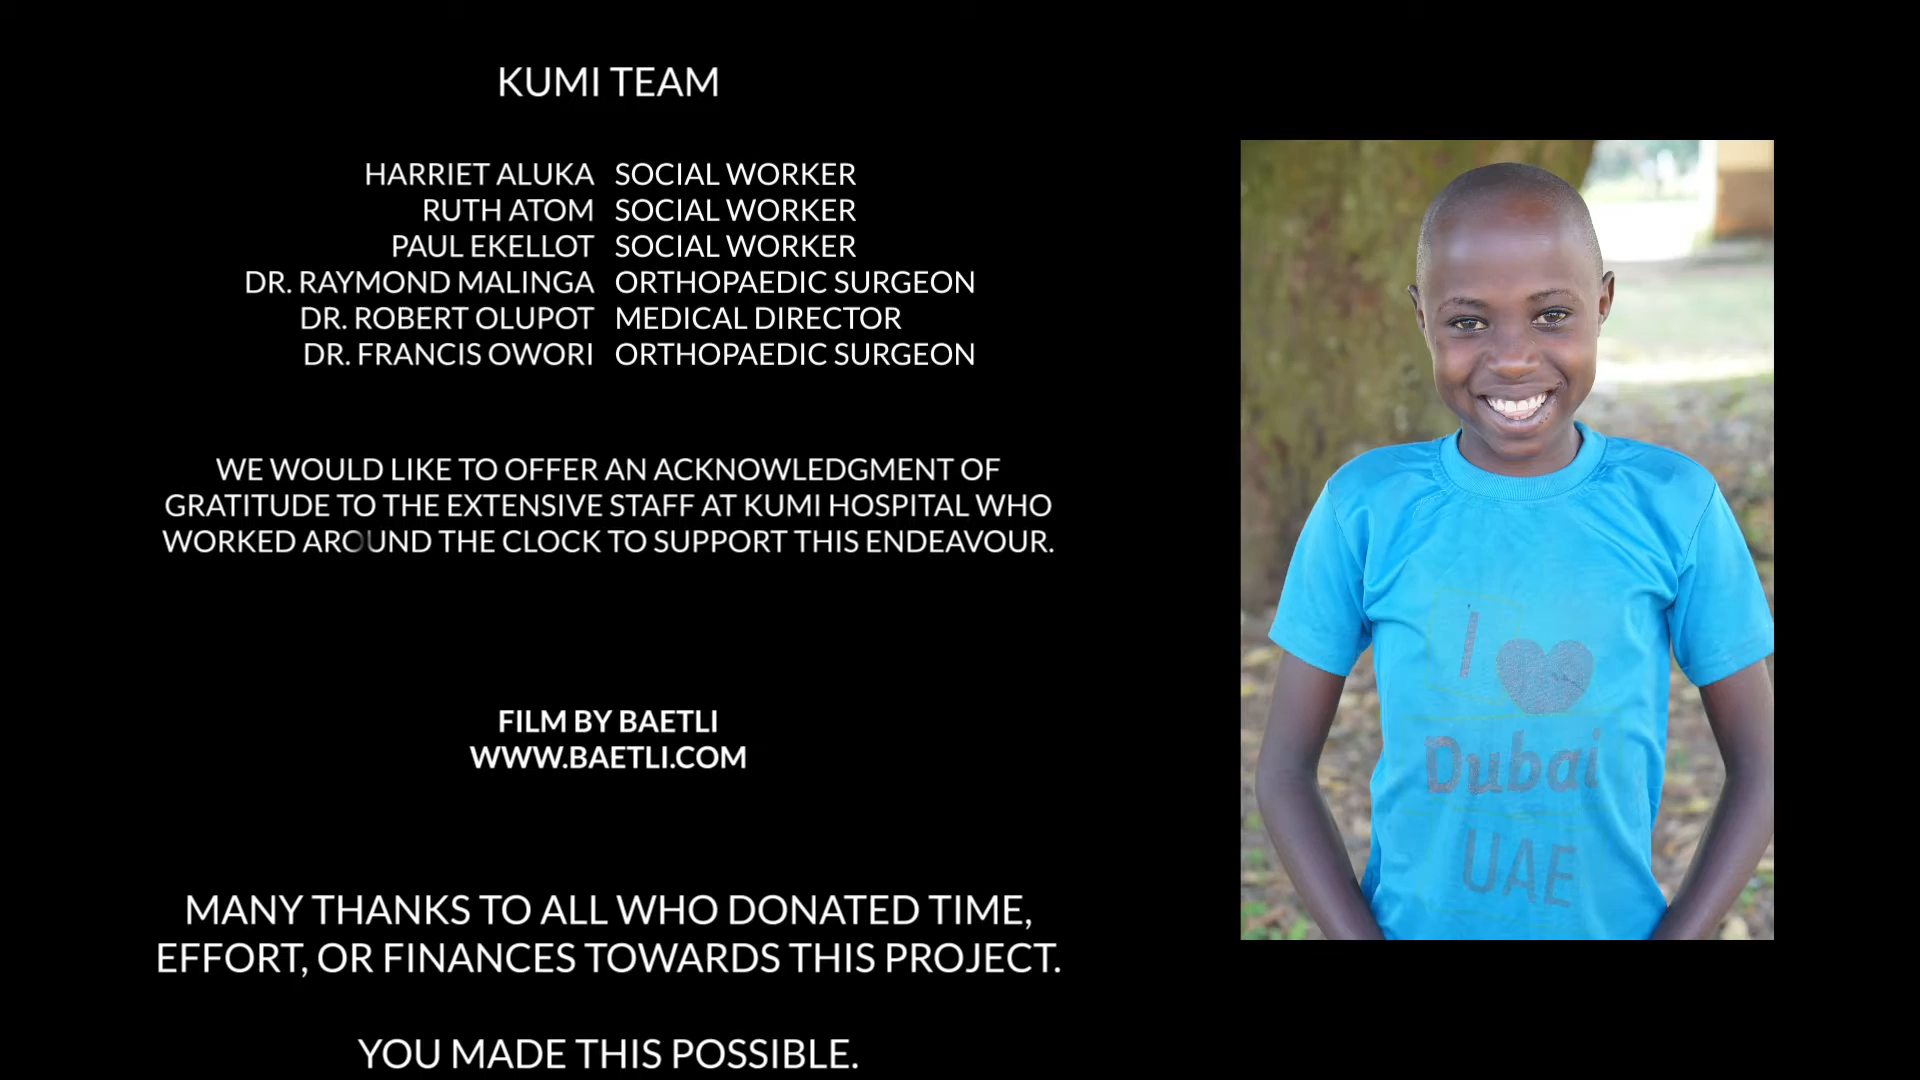 KUMI TEAM
HARRIET ALUKA SOCIAL WORKER
RUTH ATOM SOCIAL WORKER
PAUL EKELLOT SOCIAL WORKER
DR. RAYMOND MALINGA ORTHOPAEDIC SURGEON
DR. ROBERT OLUPOT MEDICAL DIRECTOR
DR. FRANCIS OWORI ORTHOPAEDIC SURGEON
WE WOULD LIKE TO OFFER AN ACKNOWLEDGMENT OF
GRATITUDE TO THE EXTENSIVE STAFF AT KUMI HOSPITAL WHO
WORKED AROUND THE CLOCK TO SUPPORT THIS ENDEAVOUR.
FILM BY BAETLI
WWW.BAETLI.COM
MANY THANKS TO ALL WHO DONATED TIME,
EFFORT, OR FINANCES TOWARDS THIS PROJECT.
YOU MADE THIS POSSIBLE.
I
Dubai
UAE